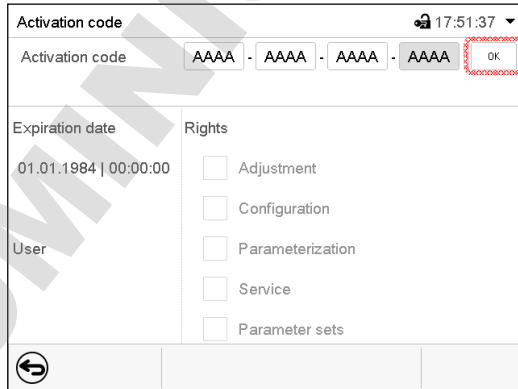 Activation code 17:51:37
Activation code AAAA - AAAA - AAAA - AAAA OK
Expiration date Rights
01.01.1984 | 00:00:00 Adjustment
Configuration
User Parameterization
Service
Parameter sets